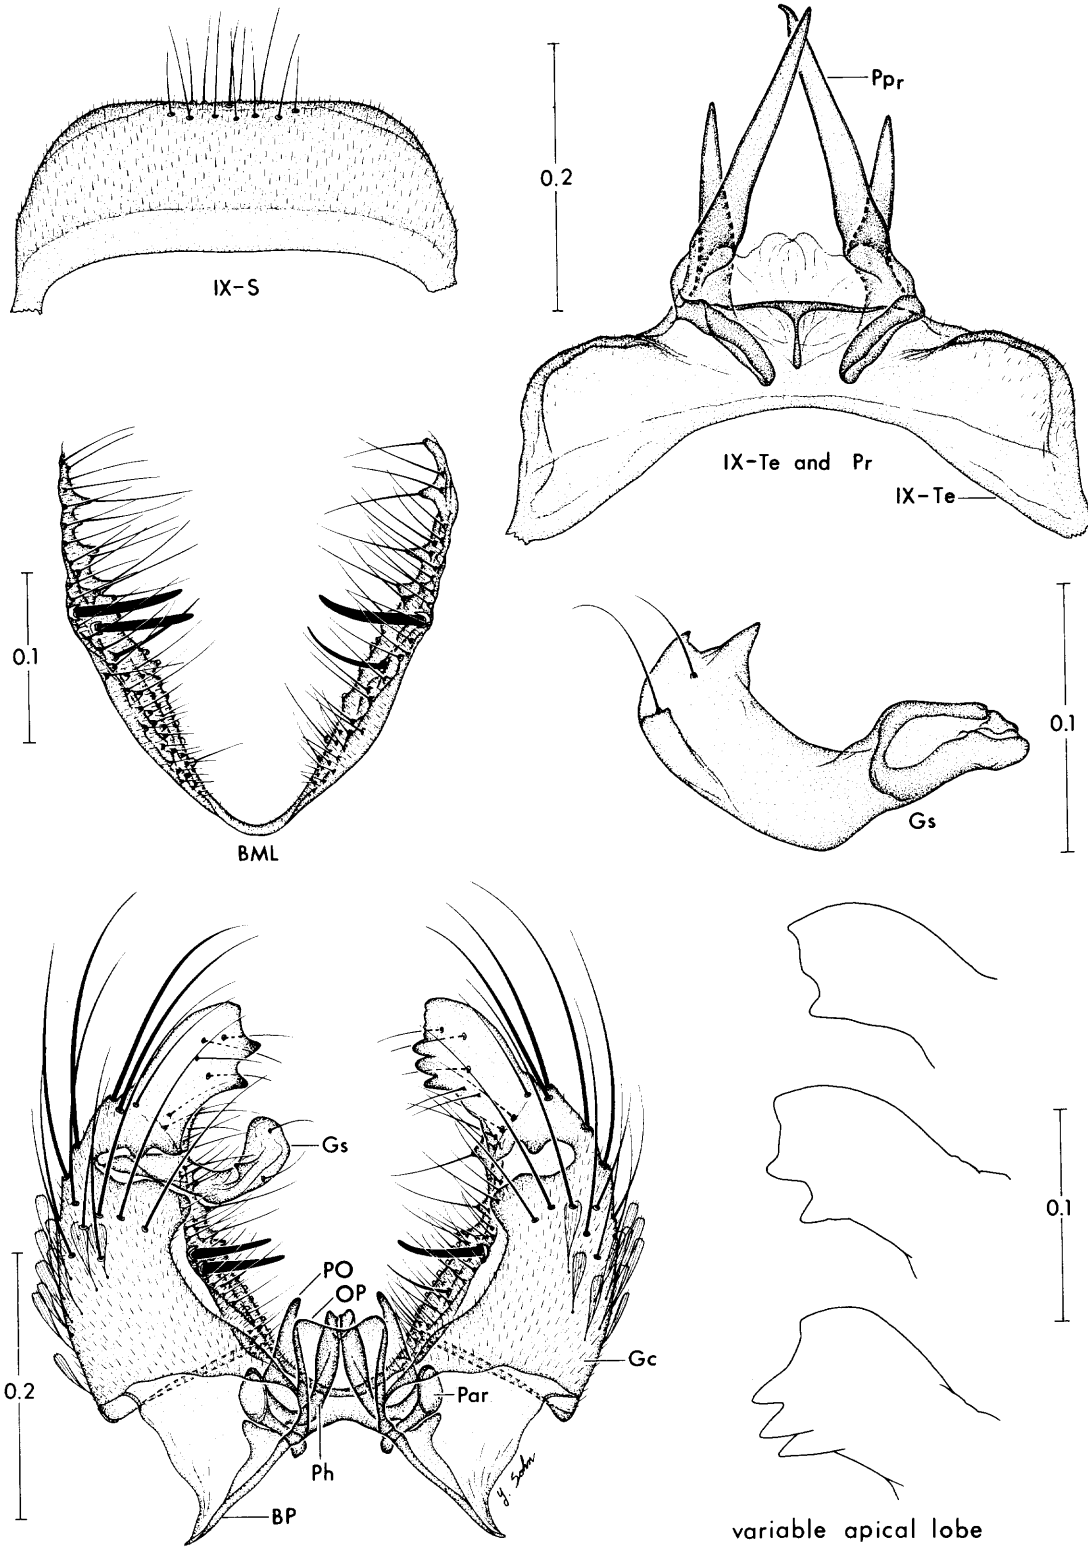 Ppr
0.2
IX-S
IX-Te and Pr
IX-Te
0.1
0.1
Gs
BML
Gs
0.1
PO
OP
Gc
0.2
Par
Ph
y. Sohn
BP
variable apical lobe